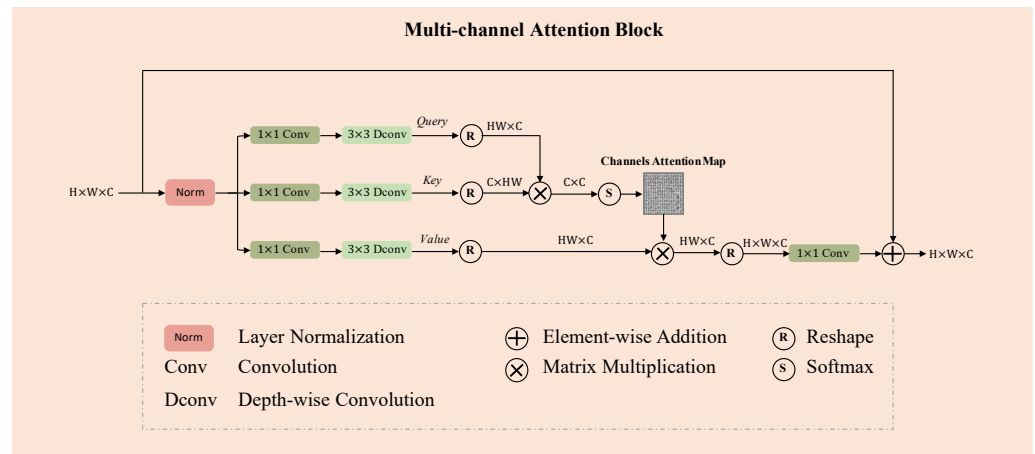 Multi-channel Attention Block
1×1 Conv
3×3 Dconv
Query
R
HW×C
Channels Attention Map
H×W×C
Norm
1×1 Conv
3×3 Dconv
Key
R
C×HW
C×C
S
1×1 Conv
3×3 Dconv
Value
R
HW×C
HW×C
R
H×W×C
1×1 Conv
H×W×C
Norm Layer Normalization Element-wise Addition R Reshape
Conv Convolution Matrix Multiplication S Softmax
Dconv Depth-wise Convolution